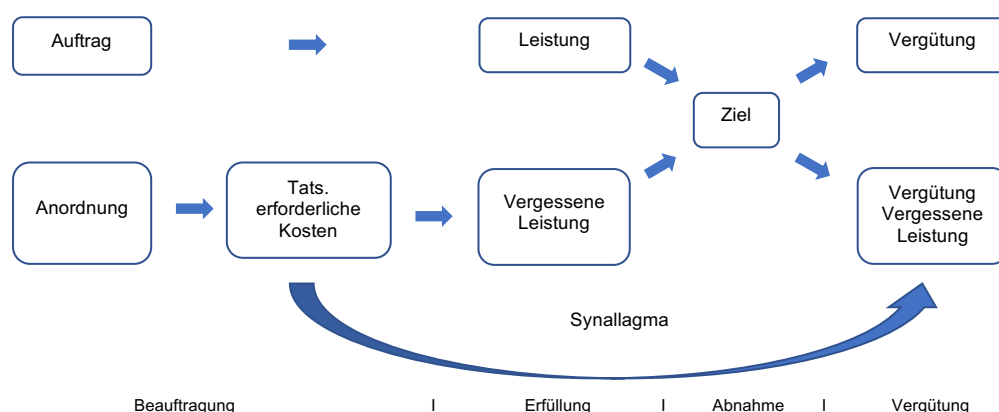 Auftrag
Leistung
Vergütung
Ziel
Anordnung
Tats.
erforderliche
Kosten
Vergessene
Leistung
Vergütung
Vergessene
Leistung
Synallagma
Beauftragung I Erfüllung I Abnahme I Vergütung